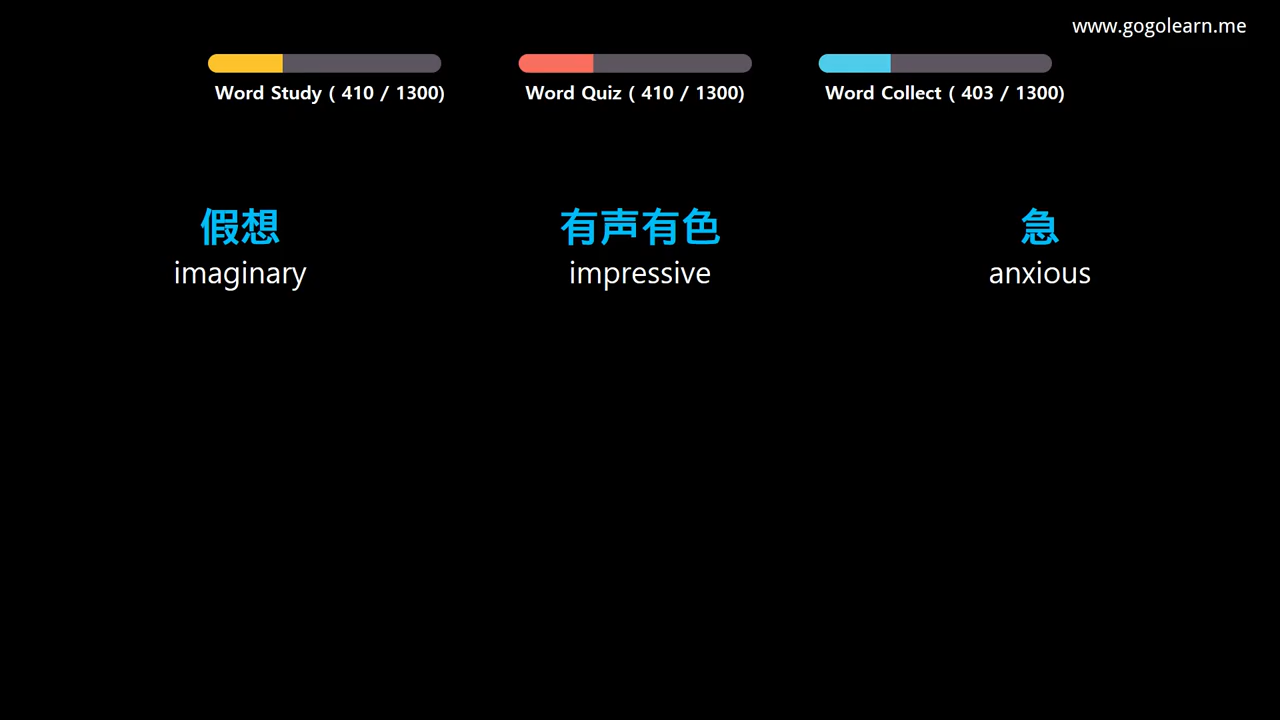 www.gogolearn.me
Word Study ( 410 / 1300)
Word Quiz ( 410 / 1300)
Word Collect ( 403 / 1300)
假想
imaginary
有声有色
impressive
急
anxious